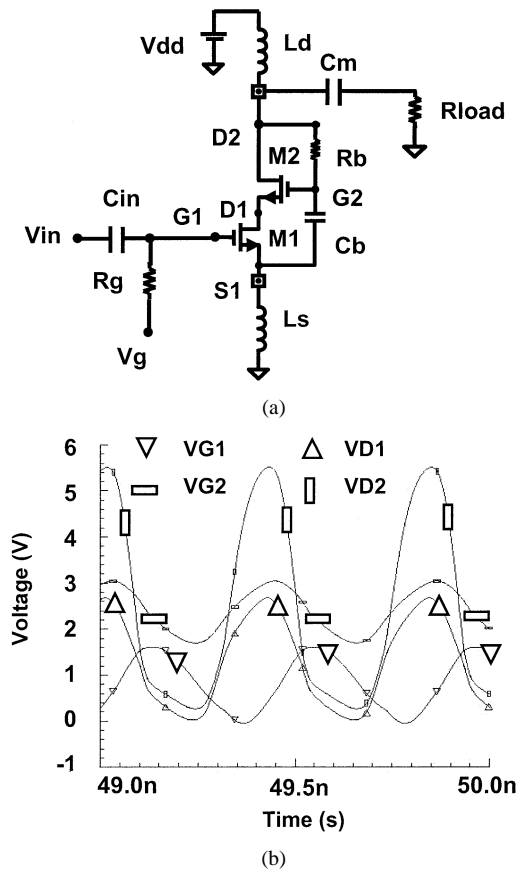 Vdd
Ld
Cm
Rload
D2
M2
Rb
Cin
G1
D1
G2
Vin
M1
Cb
Rg
S1
Ls
Vg
(a)
VG1 VD1
VG2 VD2
Voltage (V)
6
5
4
3
2
1
0
-1
49.0n 49.5n 50.0n
Time (s)
(b)